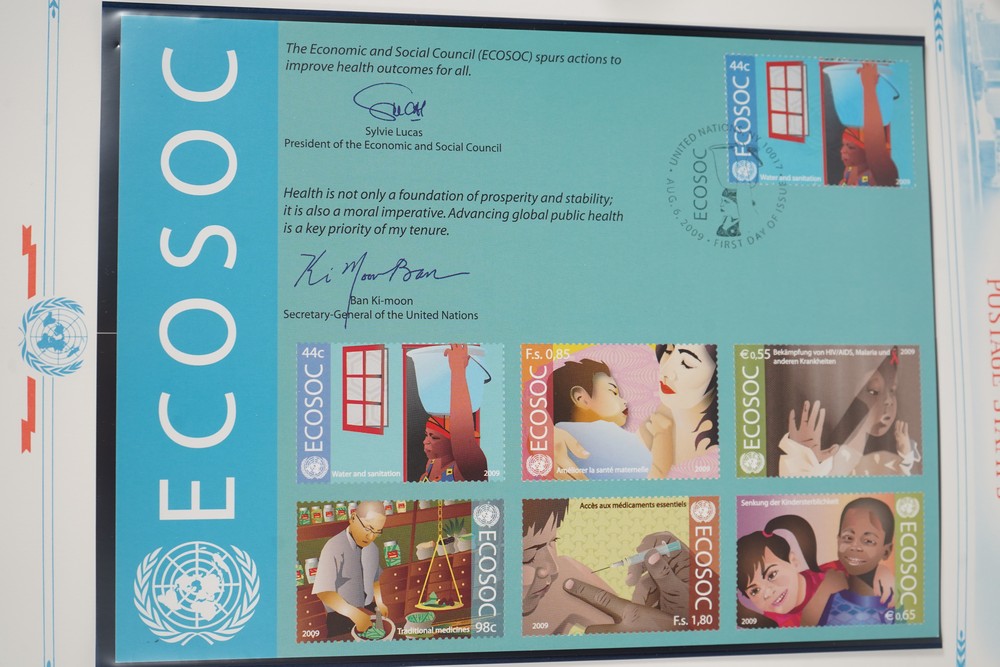 ECOSOC
The Economic and Social Council (ECOSOC) spurs actions to
improve health outcomes for all.
Sylvie Lucas
President of the Economic and Social Council
Health is not only a foundation of prosperity and stability;
it is also a moral imperative. Advancing global public health
is a key priority of my tenure.
Ki Moon Ban
Ban Ki-moon
Secretary-General of the United Nations
44c
ECOSOC
Water and sanitation
2009
ECOSOC
AUG. 6, 2009 • FIRST DAY OF ISSUE
44c
ECOSOC
Water and sanitation
2009
F.s. 0,85
ECOSOC
Améliorer la santé maternelle
2009
€0,55
Bekämpfung von HIV/AIDS, Malaria und
anderen Krankheiten
2009
ECOSOC
ECOSOC
2009
Traditional medicines
98c
Accès aux médicaments essentiels
ECOSOC
2009
F.s. 1,80
Senkung der Kindersterblichkeit
ECOSOC
2009
€0,65
POSTAGE